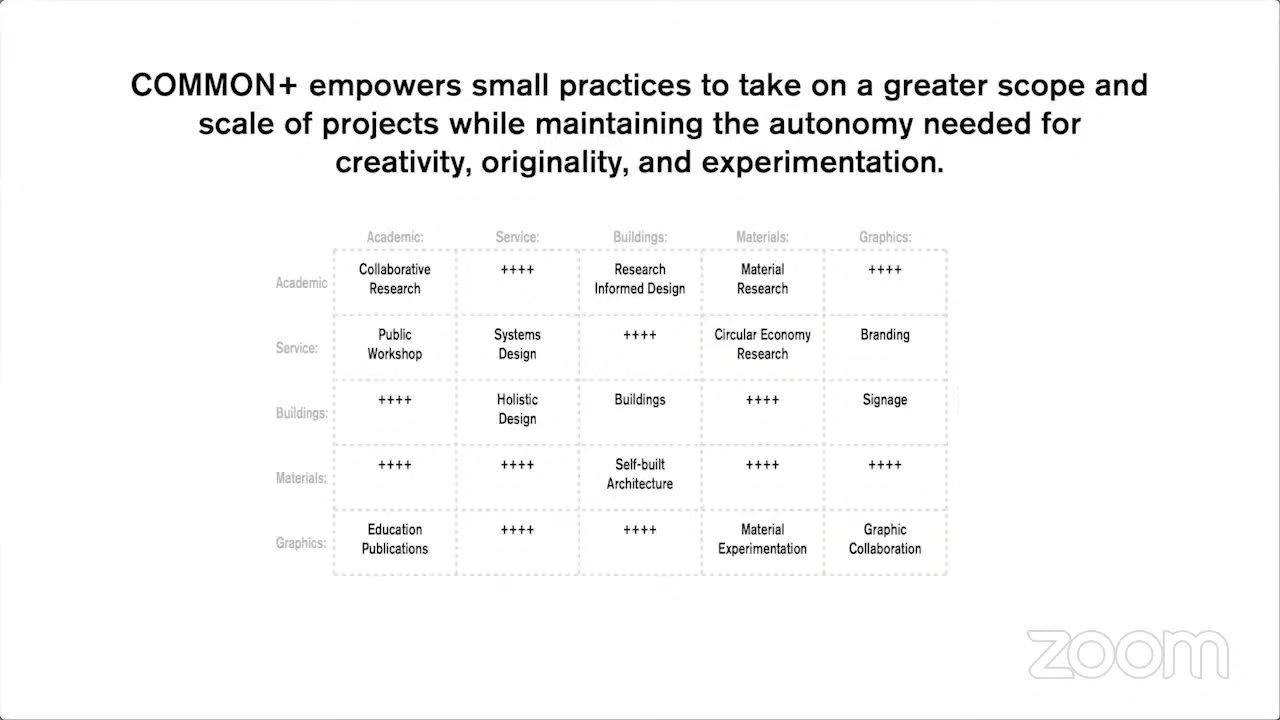 COMMON+ empowers small practices to take on a greater scope and
scale of projects while maintaining the autonomy needed for
creativity, originality, and experimentation.
Academic: Service: Buildings: Materials: Graphics:
Academic Collaborative Research ++++ Research Informed Design Material Research ++++
Service: Public Workshop Systems Design ++++ Circular Economy Research Branding
Buildings: ++++ Holistic Design Buildings ++++ Signage
Materials: ++++ ++++ Self-built Architecture ++++ ++++
Graphics: Education Publications ++++ ++++ Material Experimentation Graphic Collaboration
zoom